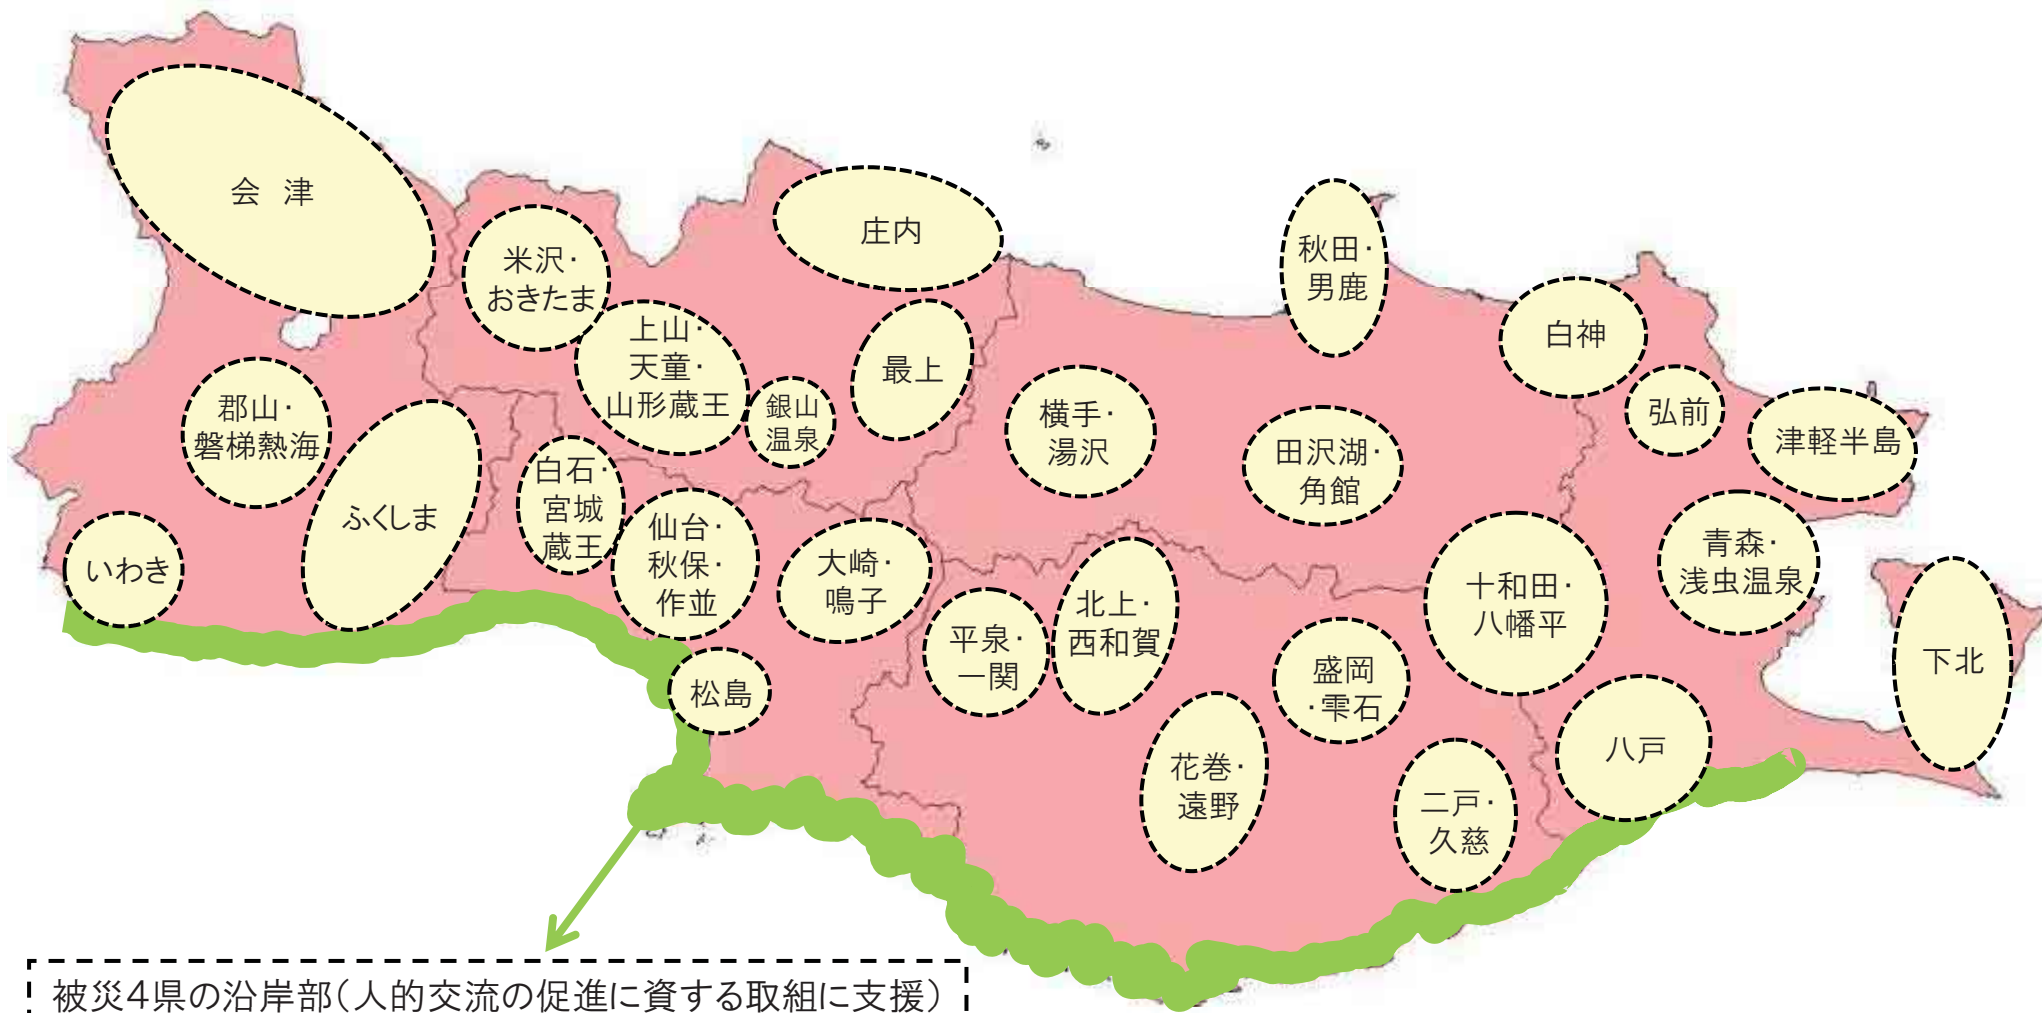 会 津
米沢・
おきたま
庄内
秋田・
男鹿
上山・
天童・
山形蔵王
最上
銀山
温泉
白神
弘前
津軽半島
郡山・
磐梯熱海
横手・
湯沢
田沢湖・
角館
ふくしま
白石・
宮城
蔵王
いわき
仙台・
秋保・
作並
大崎・
鳴子
青森・
浅虫温泉
十和田・
八幡平
北上・
西和賀
平泉・
一関
松島
盛岡
・雫石
下北
八戸
花巻・
遠野
二戸・
久慈
被災4県の沿岸部(人的交流の促進に資する取組に支援)